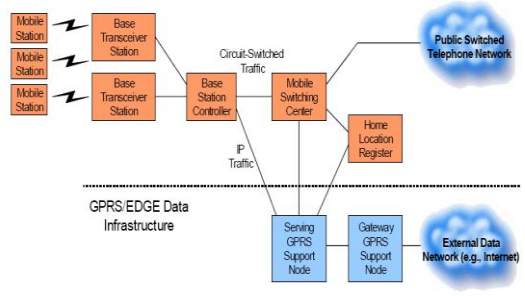 Mobile
Station
Mobile
Station
Mobile
Station
Base
Transceiver
Station
Base
Transceiver
Station
Circuit-Switched
Traffic
Base
Station
Controller
Mobile
Switching
Center
Public Switched
Telephone Network
Home
Location
Register
IP
Traffic
GPRS/EDGE Data
Infrastructure
Serving
GPRS
Support
Node
Gateway
GPRS
Support
Node
External Data
Network (e.g., Internet)